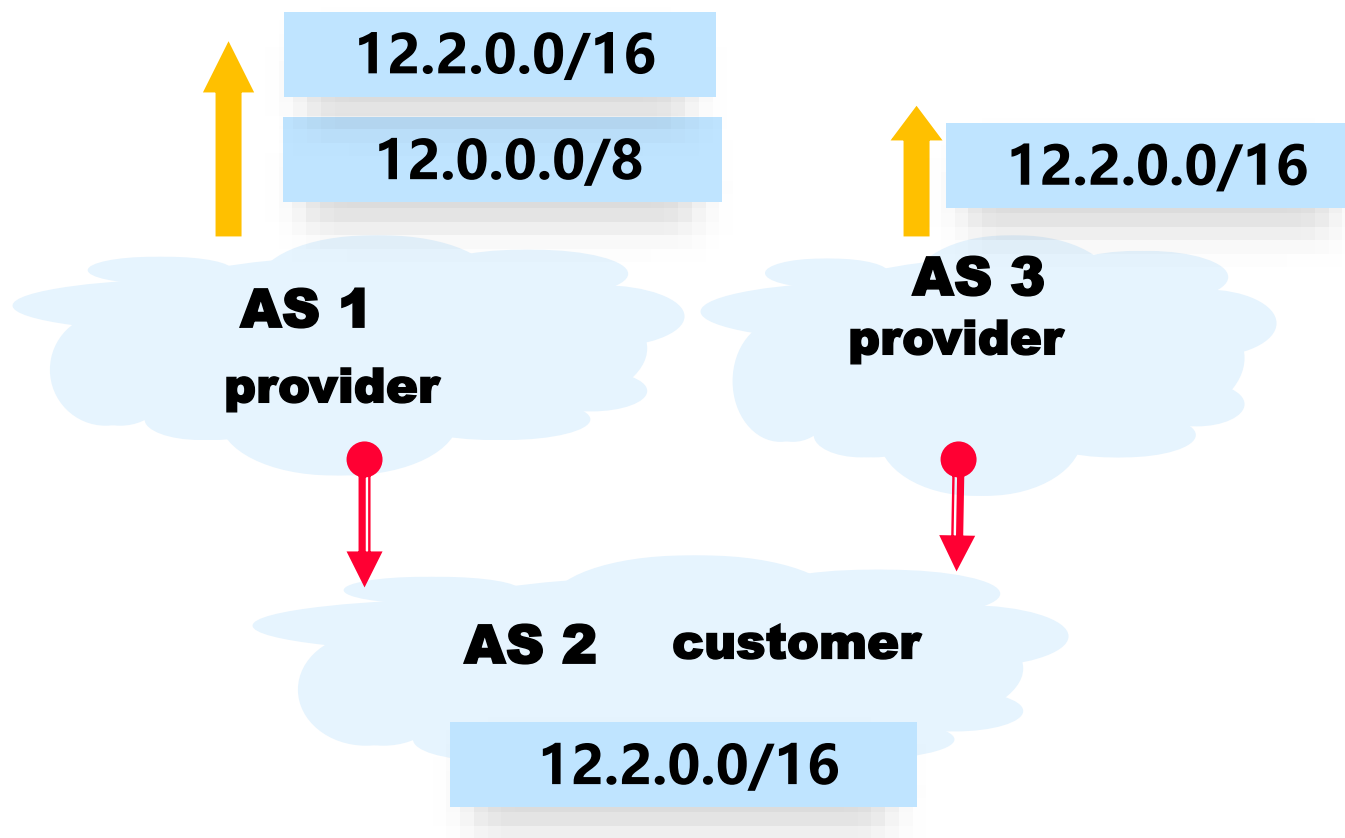 12.2.0.0/16
12.0.0.0/8
12.2.0.0/16
AS 1
provider
AS 3
provider
AS 2 customer
12.2.0.0/16